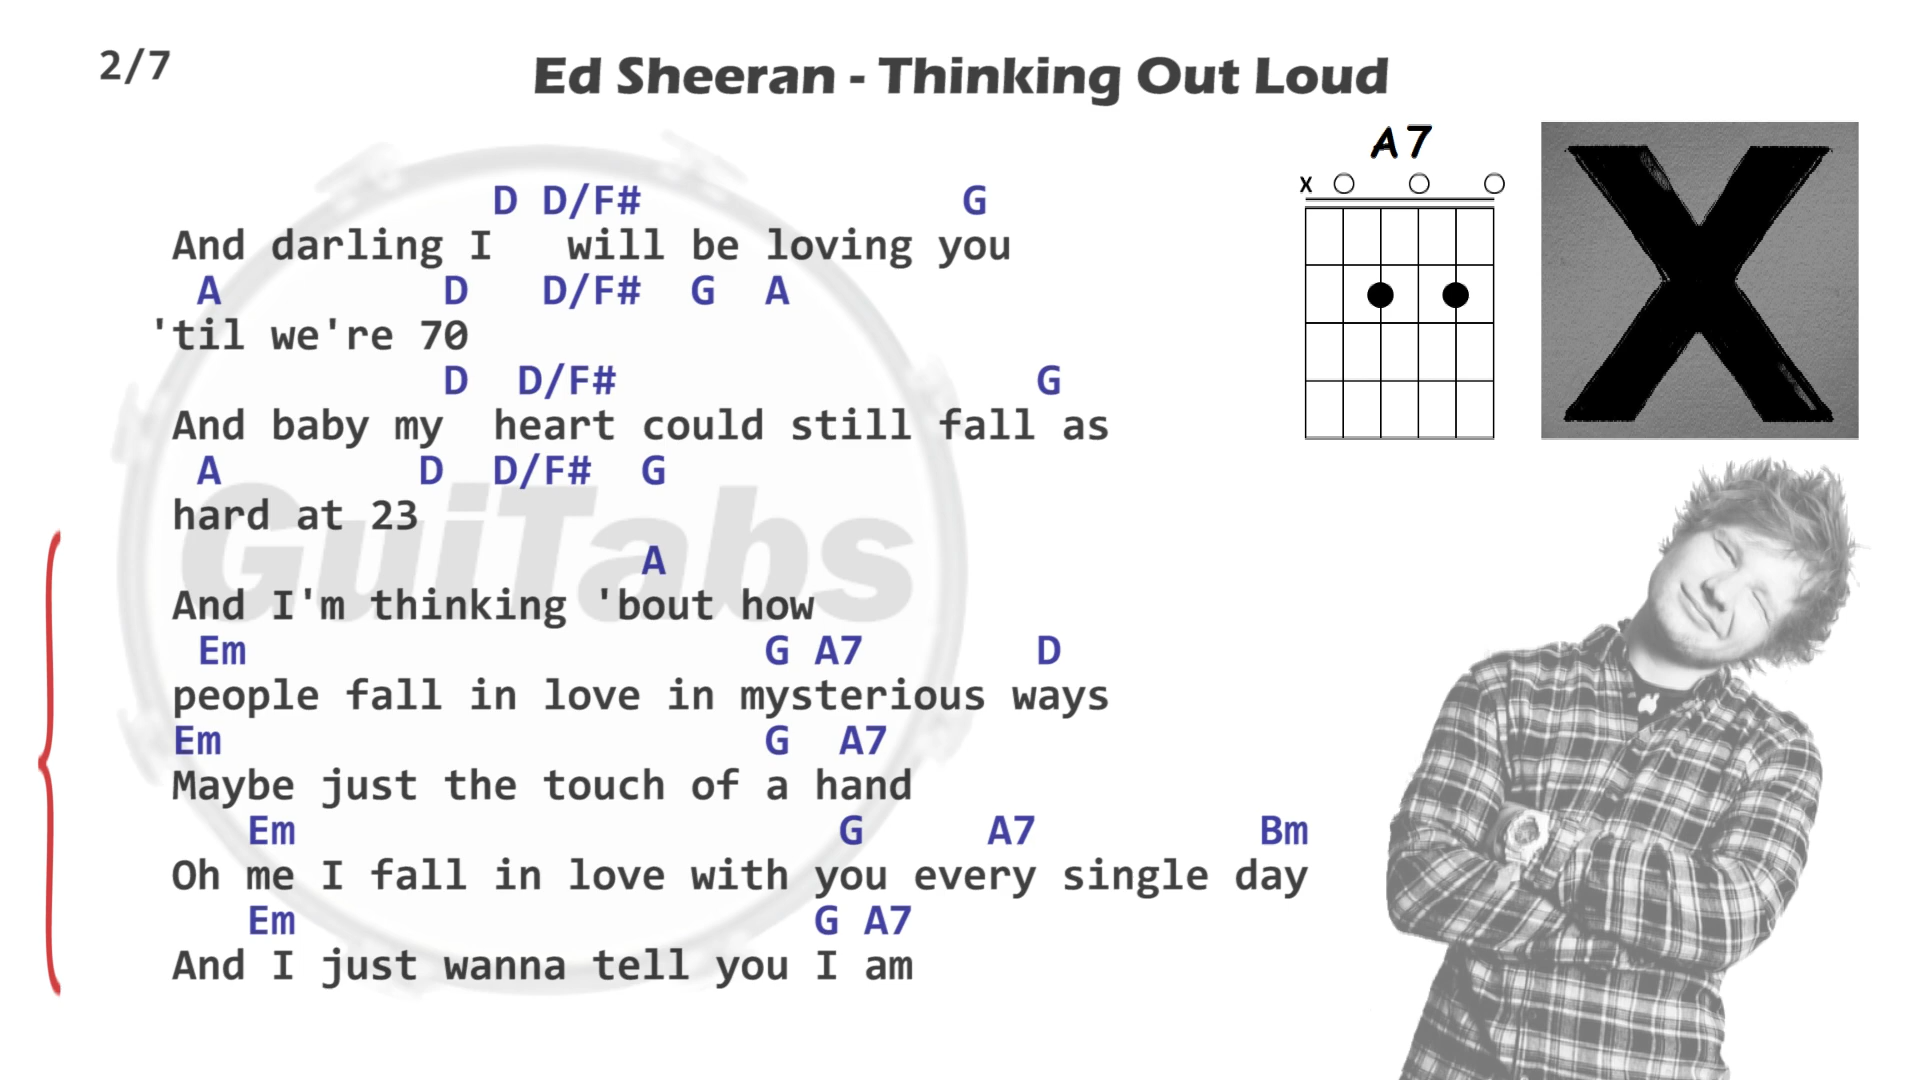 2/7
Ed Sheeran - Thinking Out Loud
A7
x
D D/F# G
And darling I will be loving you
A D D/F# G A
'til we're 70
D D/F# G
And baby my heart could still fall as
A D D/F# G
hard at 23
A
And I'm thinking 'bout how
Em G A7 D
people fall in love in mysterious ways
Em G A7
Maybe just the touch of a hand
Em G A7 Bm
Oh me I fall in love with you every single day
Em G A7
And I just wanna tell you I am
GuiTabs
X